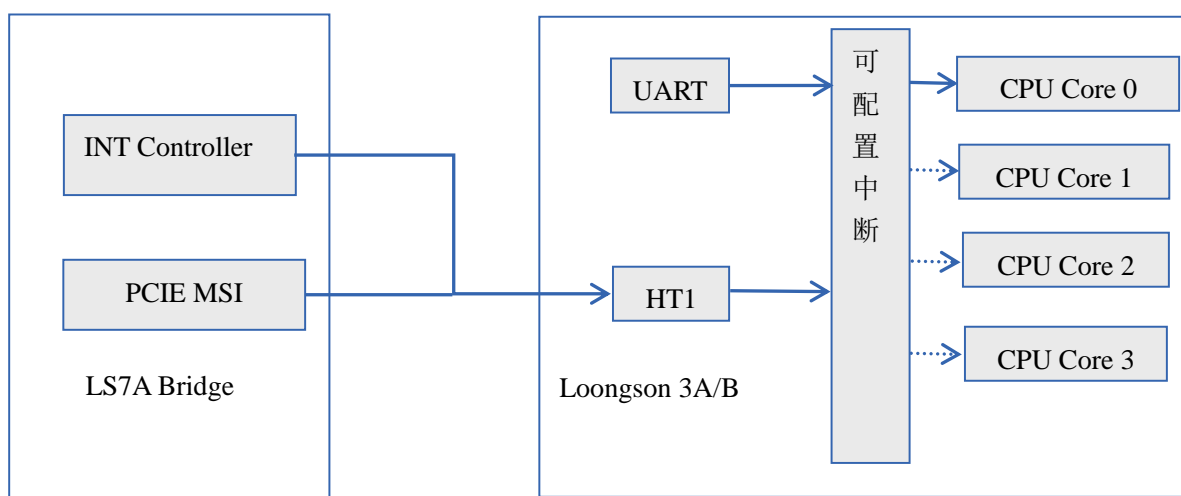 INT Controller
PCIE MSI
LS7A Bridge
UART
HT1
Loongson 3A/B
可配置中断
CPU Core 0
CPU Core 1
CPU Core 2
CPU Core 3